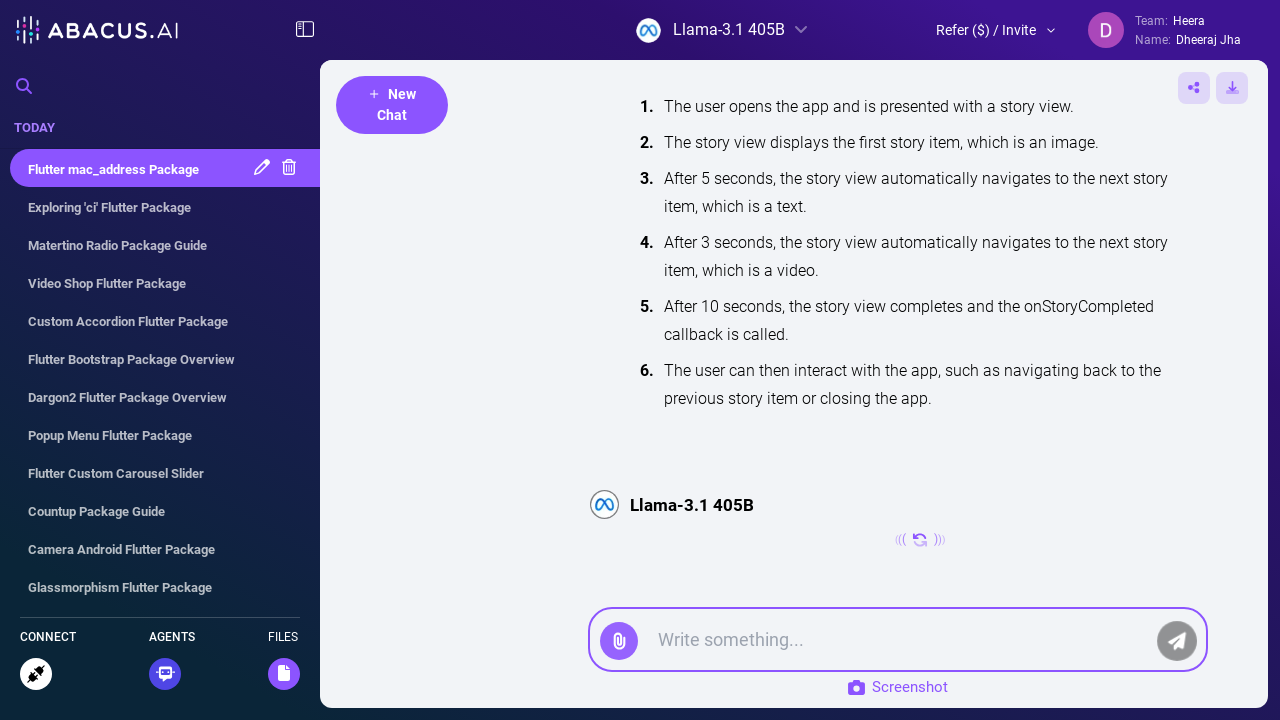 ABACUS.AI
Llama-3.1 405B
Refer ($) / Invite
D
Team: Heera
Name: Dheeraj Jha
TODAY
Flutter mac_address Package
Exploring 'ci' Flutter Package
Matertino Radio Package Guide
Video Shop Flutter Package
Custom Accordion Flutter Package
Flutter Bootstrap Package Overview
Dargon2 Flutter Package Overview
Popup Menu Flutter Package
Flutter Custom Carousel Slider
Countup Package Guide
Camera Android Flutter Package
Glassmorphism Flutter Package
CONNECT
AGENTS
FILES
+ New
Chat
1. The user opens the app and is presented with a story view.
2. The story view displays the first story item, which is an image.
3. After 5 seconds, the story view automatically navigates to the next story
item, which is a text.
4. After 3 seconds, the story view automatically navigates to the next story
item, which is a video.
5. After 10 seconds, the story view completes and the onStoryCompleted
callback is called.
6. The user can then interact with the app, such as navigating back to the
previous story item or closing the app.
Llama-3.1 405B
Write something...
Screenshot